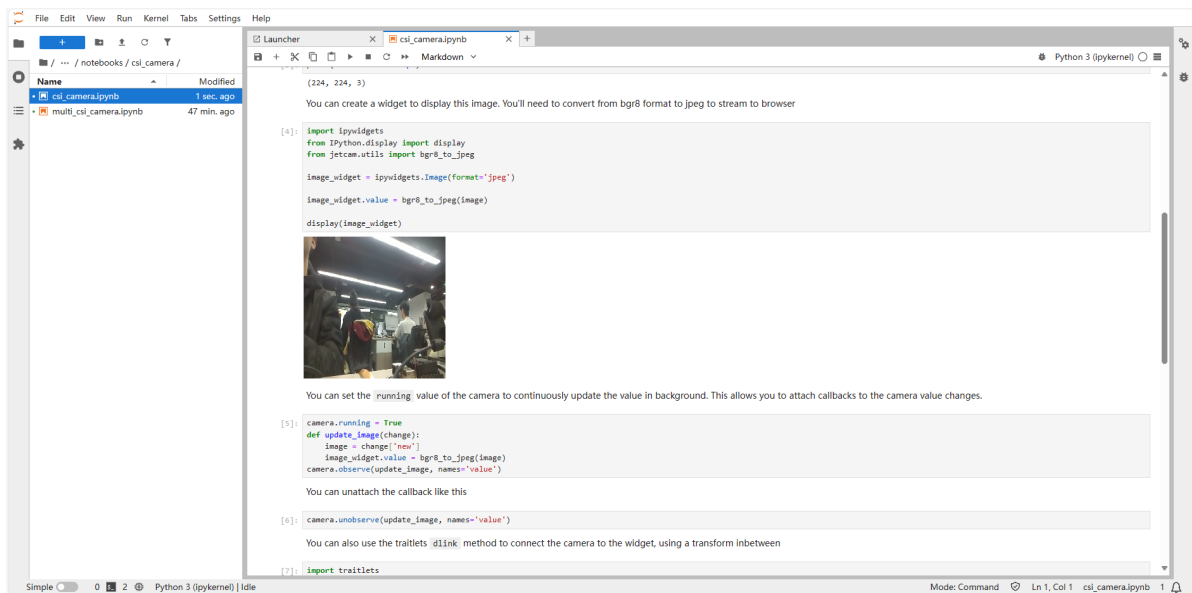 File Edit View Run Kernel Tabs Settings Help
+
/ ··· / notebooks / csi_camera /
Name Modified
csi_camera.ipynb 1 sec. ago
multi_csi_camera.ipynb 47 min. ago
Launcher
csi_camera.ipynb
Markdown
Python 3 (ipykernel)
(224, 224, 3)
You can create a widget to display this image. You'll need to convert from bgr8 format to jpeg to stream to browser
[4]: import ipywidgets
from IPython.display import display
from jetcam.utils import bgr8_to_jpeg
image_widget = ipywidgets.Image(format='jpeg')
image_widget.value = bgr8_to_jpeg(image)
display(image_widget)
You can set the running value of the camera to continuously update the value in background. This allows you to attach callbacks to the camera value changes.
[5]: camera.running = True
def update_image(change):
image = change['new']
image_widget.value = bgr8_to_jpeg(image)
camera.observe(update_image, names='value')
You can unattach the callback like this
[6]: camera.unobserve(update_image, names='value')
You can also use the traitlets dlink method to connect the camera to the widget, using a transform inbetween
[7]: import traitlets
Simple 0 2 Python 3 (ipykernel) | Idle
Mode: Command Ln 1, Col 1 csi_camera.ipynb 1